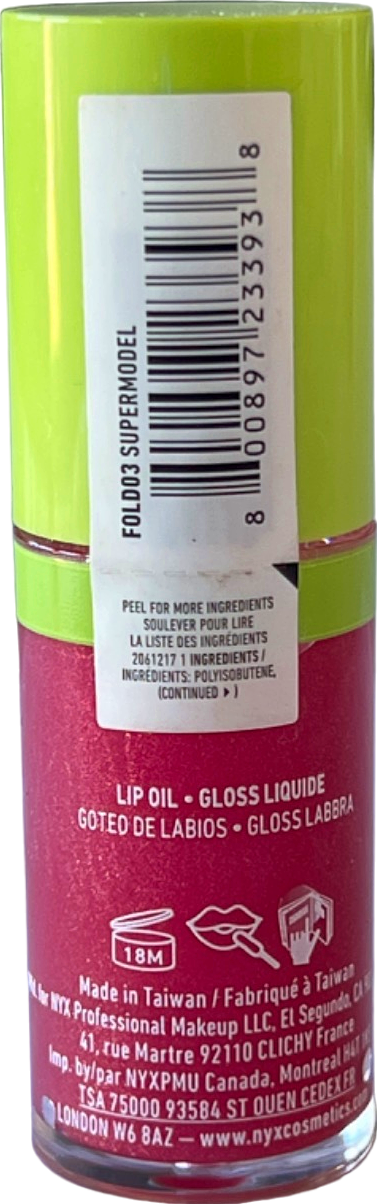 FOLD03 SUPERMODEL
8 00897 23393 8
PEEL FOR MORE INGREDIENTS
SOULEVER POUR LIRE
LA LISTE DES INGRÉDIENTS
2061217 1 INGREDIENTS /
INGRÉDIENTS: POLYISOBUTENE,
(CONTINUED ▶ )
LIP OIL • GLOSS LIQUIDE
GOTEO DE LABIOS • GLOSS LABBRA
18M
Made in Taiwan / Fabriqué à Taiwan
for NYX Professional Makeup LLC, El Segundo, CA
41, rue Martre 92110 CLICHY France
Imp. by/par NYXPMU Canada, Montreal H4T
TSA 75000 93584 ST OUEN CEDEX FR
LONDON W6 8AZ — www.nyxcosmetics.com